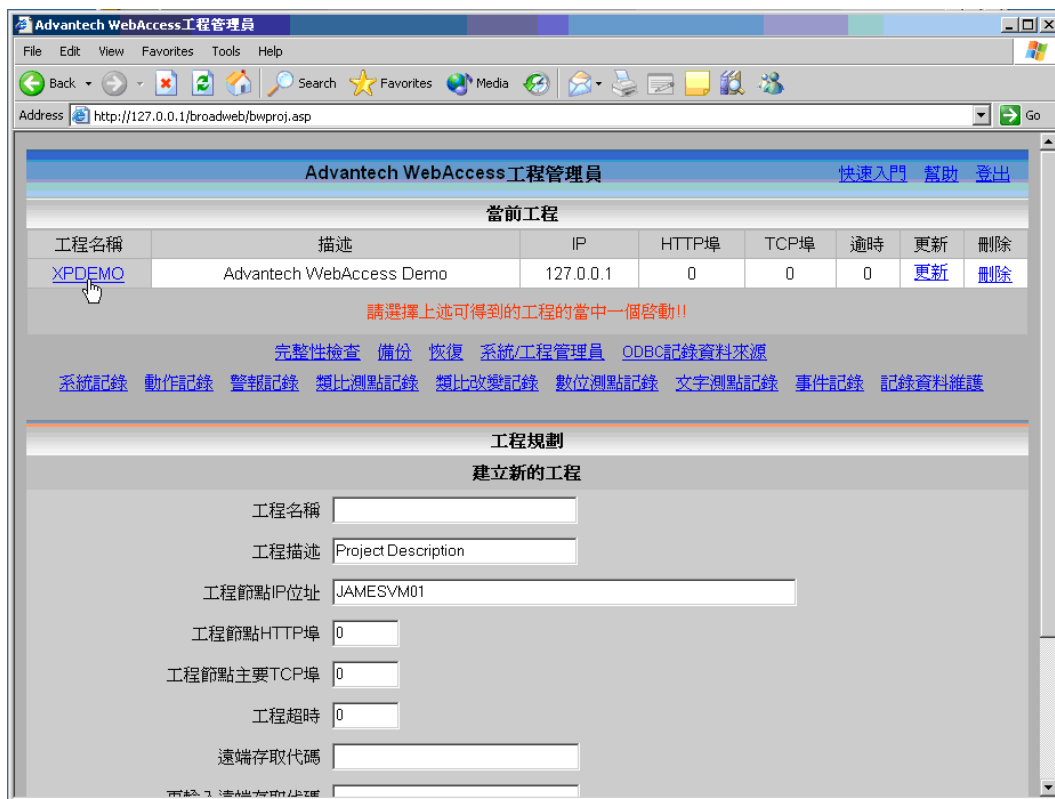 Advantech WebAccess工程管理員
File Edit View Favorites Tools Help
Back Search Favorites Media
Address http://127.0.0.1/broadweb/bwproj.asp Go
Advantech WebAccess工程管理員 快速入門 幫助 登出
當前工程
工程名稱 描述 IP HTTP埠 TCP埠 逾時 更新 刪除
XPDEMO Advantech WebAccess Demo 127.0.0.1 0 0 0 更新 刪除
請選擇上述可得到的工程的當中一個啓動!!
完整性檢查 備份 恢復 系統/工程管理員 ODBC記錄資料來源
系統記錄 動作記錄 警報記錄 類比測點記錄 類比改變記錄 數位測點記錄 文字測點記錄 事件記錄 記錄資料維護
工程規劃
建立新的工程
工程名稱
工程描述 Project Description
工程節點IP位址 JAMESVM01
工程節點HTTP埠 0
工程節點主要TCP埠 0
工程超時 0
遠端存取代碼
再輸入遠端存取代碼